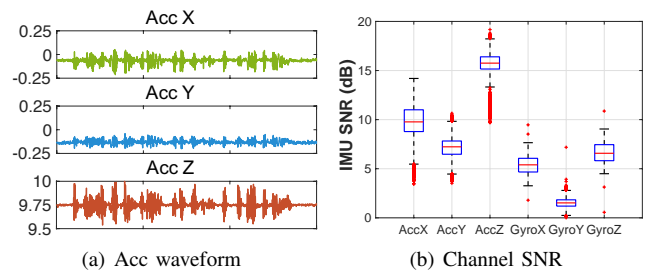 Acc X
0.25
0
-0.25
Acc Y
0.25
0
-0.25
Acc Z
10
9.75
9.5
(a) Acc waveform
IMU SNR (dB)
20
15
10
5
0
AccX AccY AccZ GyroX GyroY GyroZ
(b) Channel SNR